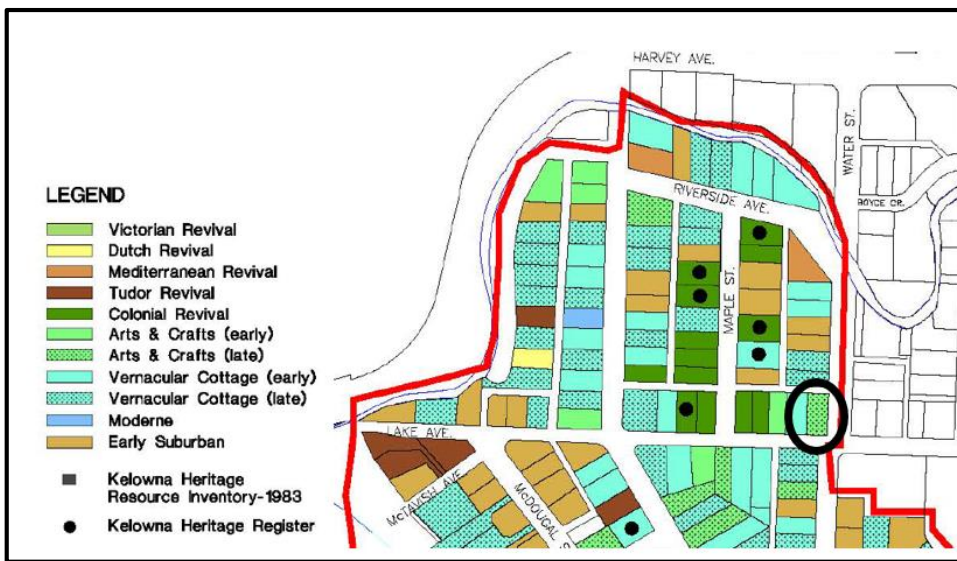 HARVEY AVE.
WATER ST.
BOYCE CR.
RIVERSIDE AVE.
MAPLE ST.
LEGEND
Victorian Revival
Dutch Revival
Mediterranean Revival
Tudor Revival
Colonial Revival
Arts & Crafts (early)
Arts & Crafts (late)
Vernacular Cottage (early)
Vernacular Cottage (late)
Moderne
Early Suburban
Kelowna Heritage
Resource Inventory-1983
Kelowna Heritage Register
LAKE AVE.
McTAVISH AVE.
McDOUGAL S